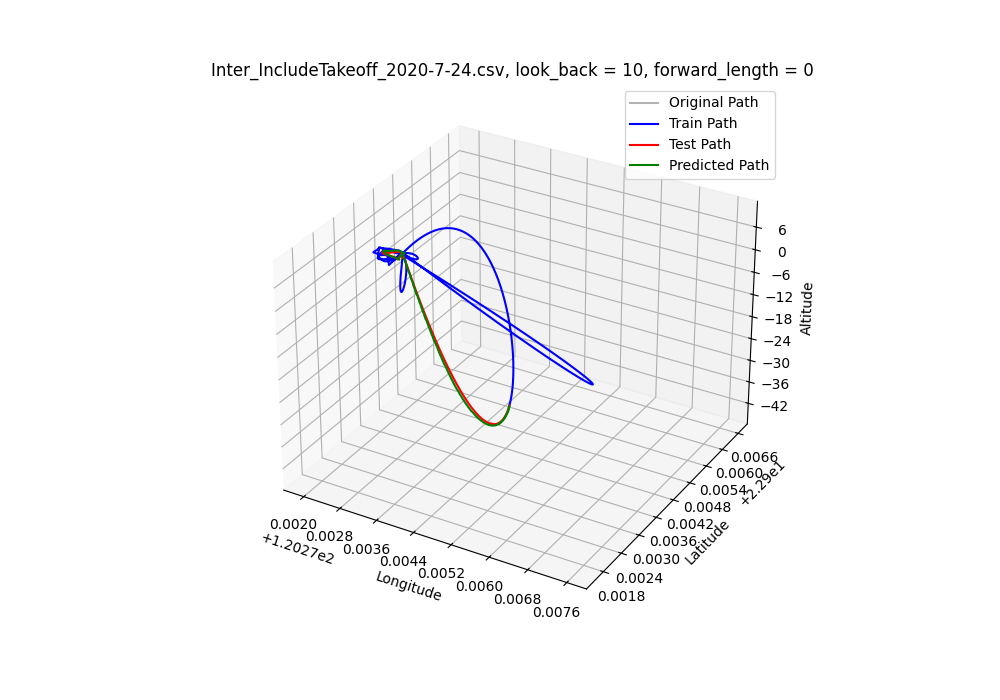 Inter_IncludeTakeoff_2020-7-24.csv, look_back = 10, forward_length = 0
Original Path
Train Path
Test Path
Predicted Path
6
0
−6
−12
−18
−24
−30
−36
−42
Altitude
0.0066
0.0060
0.0054
0.0048
0.0042
0.0036
0.0030
0.0024
0.0018
+2.29e1
Latitude
0.0020
0.0028
0.0036
0.0044
0.0052
0.0060
0.0068
0.0076
+1.2027e2
Longitude